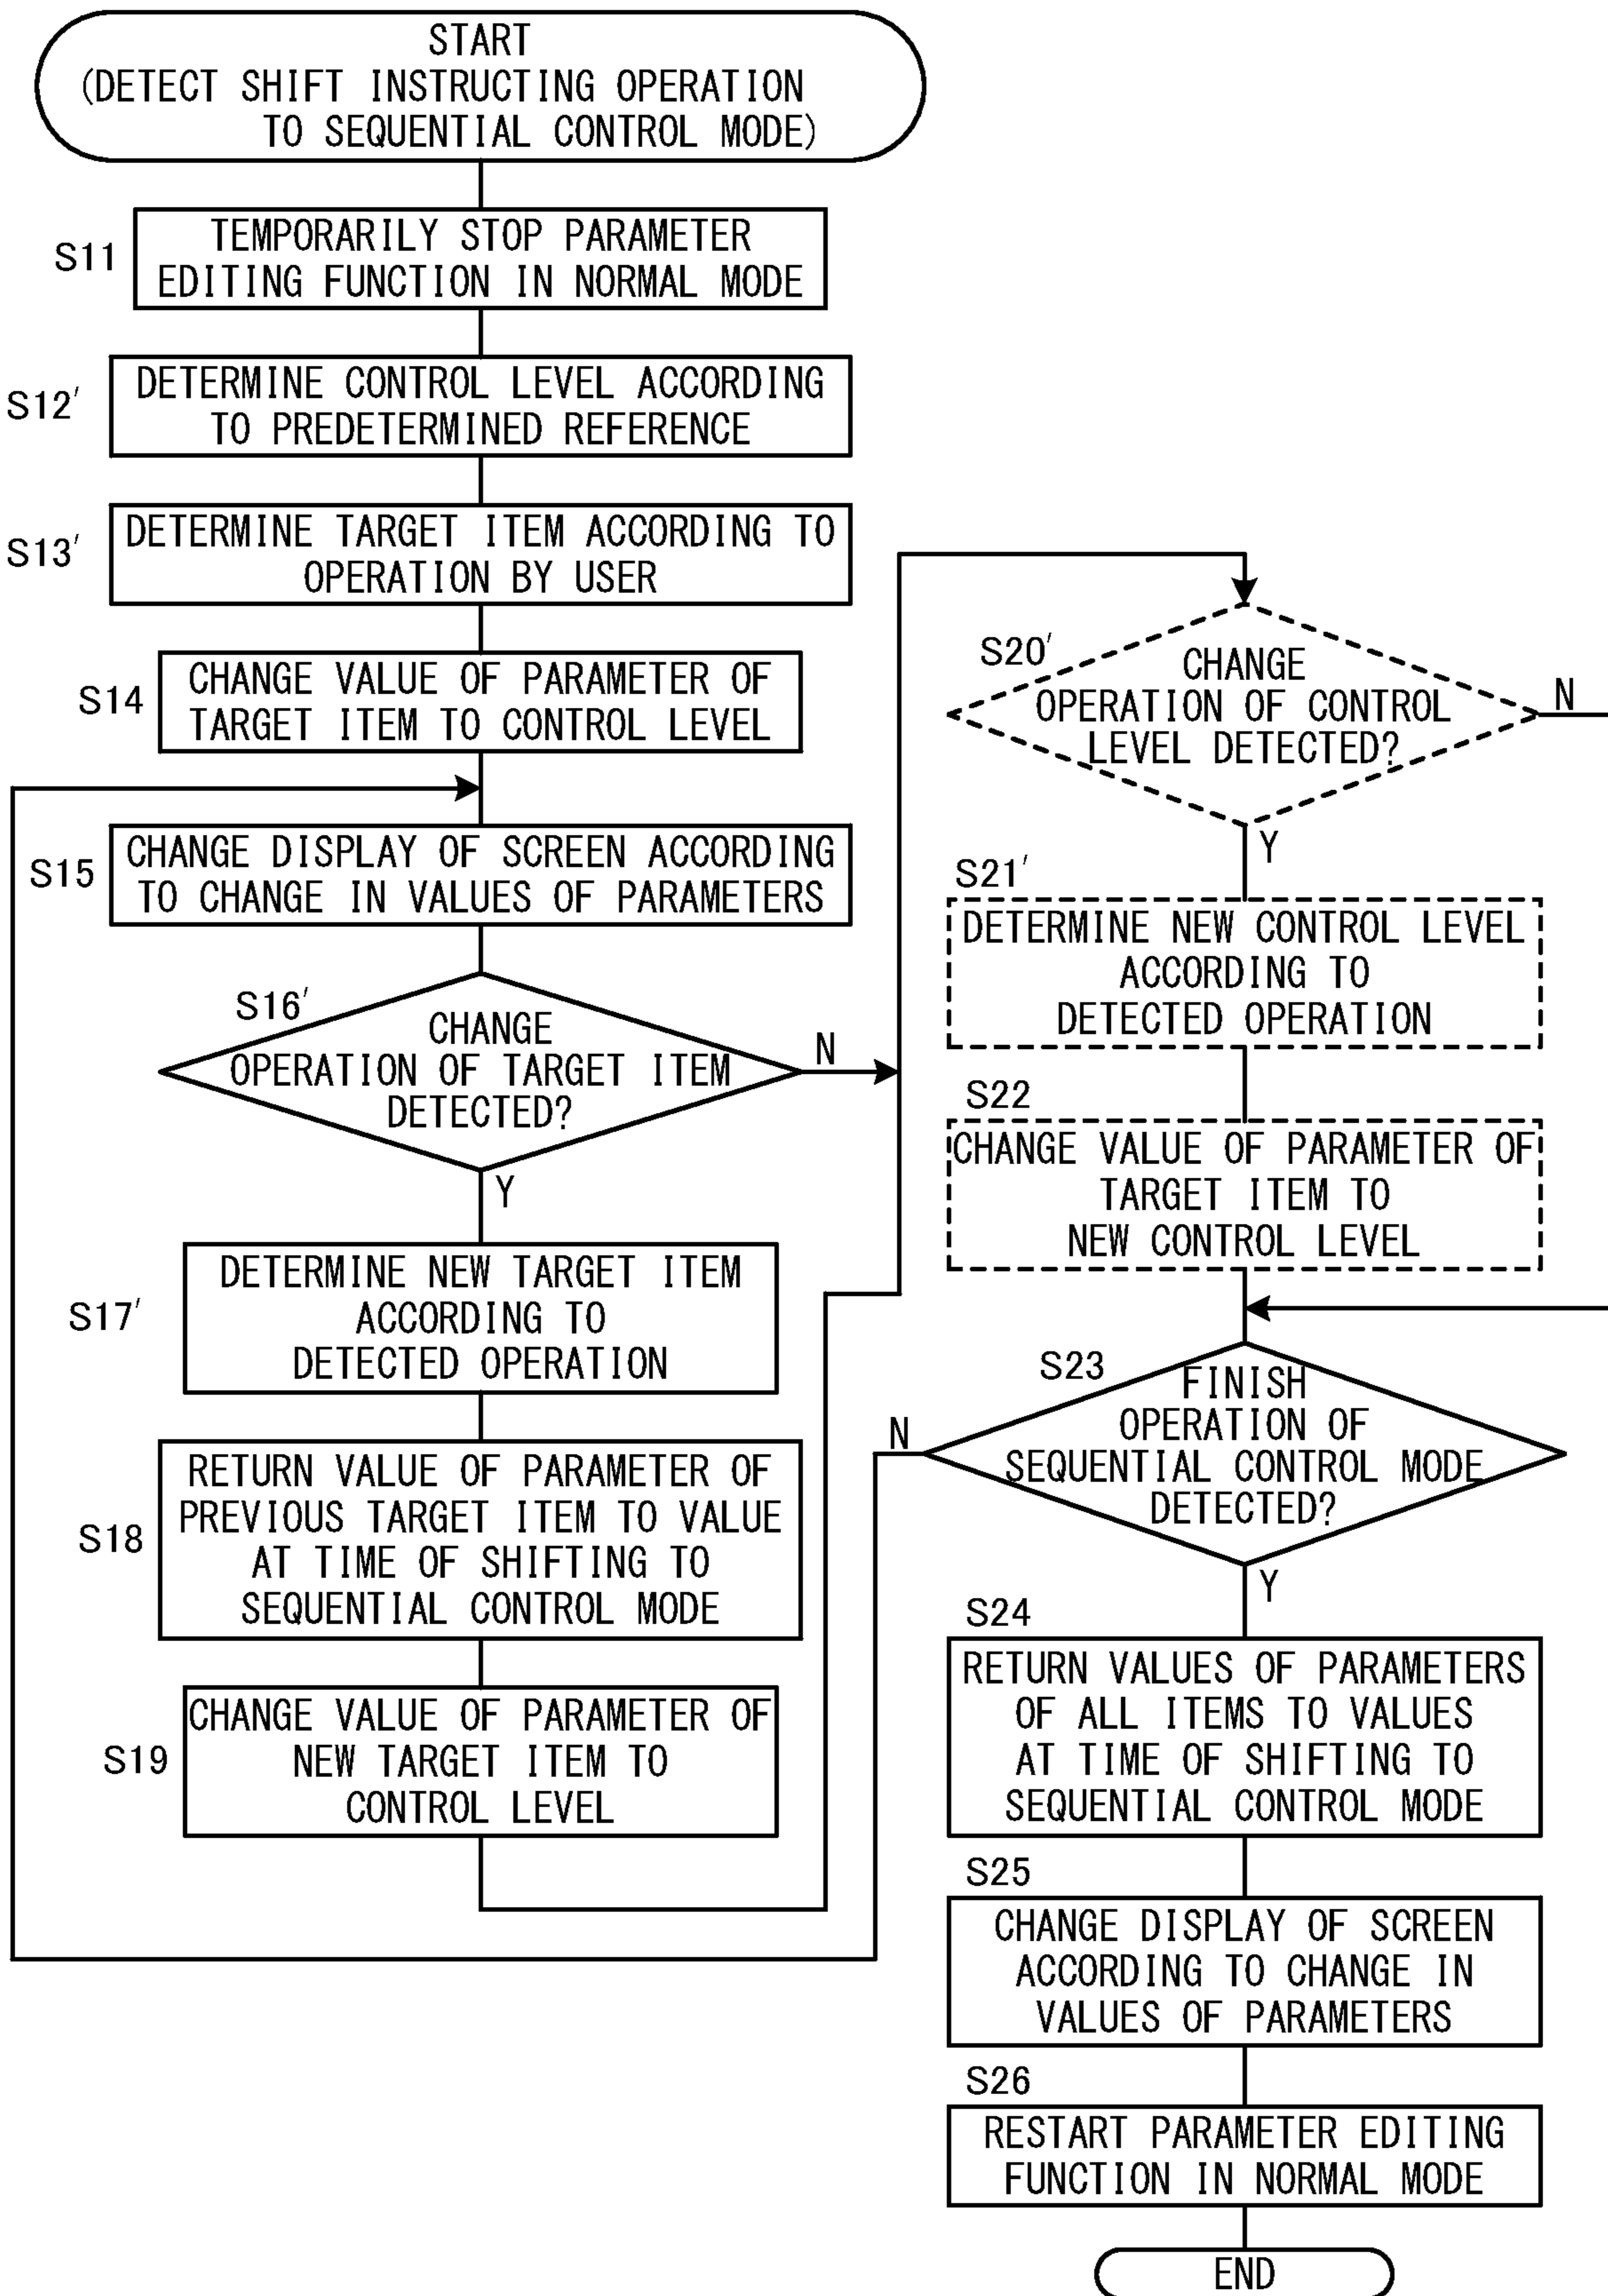 START
(DETECT SHIFT INSTRUCTING OPERATION
TO SEQUENTIAL CONTROL MODE)
S11
TEMPORARILY STOP PARAMETER
EDITING FUNCTION IN NORMAL MODE
S12′
DETERMINE CONTROL LEVEL ACCORDING
TO PREDETERMINED REFERENCE
S13′
DETERMINE TARGET ITEM ACCORDING TO
OPERATION BY USER
S14
CHANGE VALUE OF PARAMETER OF
TARGET ITEM TO CONTROL LEVEL
S15
CHANGE DISPLAY OF SCREEN ACCORDING
TO CHANGE IN VALUES OF PARAMETERS
S16′
CHANGE
OPERATION OF TARGET ITEM
DETECTED?
N
Y
S17′
DETERMINE NEW TARGET ITEM
ACCORDING TO
DETECTED OPERATION
S18
RETURN VALUE OF PARAMETER OF
PREVIOUS TARGET ITEM TO VALUE
AT TIME OF SHIFTING TO
SEQUENTIAL CONTROL MODE
S19
CHANGE VALUE OF PARAMETER OF
NEW TARGET ITEM TO
CONTROL LEVEL
S20′
CHANGE
OPERATION OF CONTROL
LEVEL DETECTED?
N
Y
S21′
DETERMINE NEW CONTROL LEVEL
ACCORDING TO
DETECTED OPERATION
S22
CHANGE VALUE OF PARAMETER OF
TARGET ITEM TO
NEW CONTROL LEVEL
S23
FINISH
OPERATION OF
SEQUENTIAL CONTROL MODE
DETECTED?
N
Y
S24
RETURN VALUES OF PARAMETERS
OF ALL ITEMS TO VALUES
AT TIME OF SHIFTING TO
SEQUENTIAL CONTROL MODE
S25
CHANGE DISPLAY OF SCREEN
ACCORDING TO CHANGE IN
VALUES OF PARAMETERS
S26
RESTART PARAMETER EDITING
FUNCTION IN NORMAL MODE
END